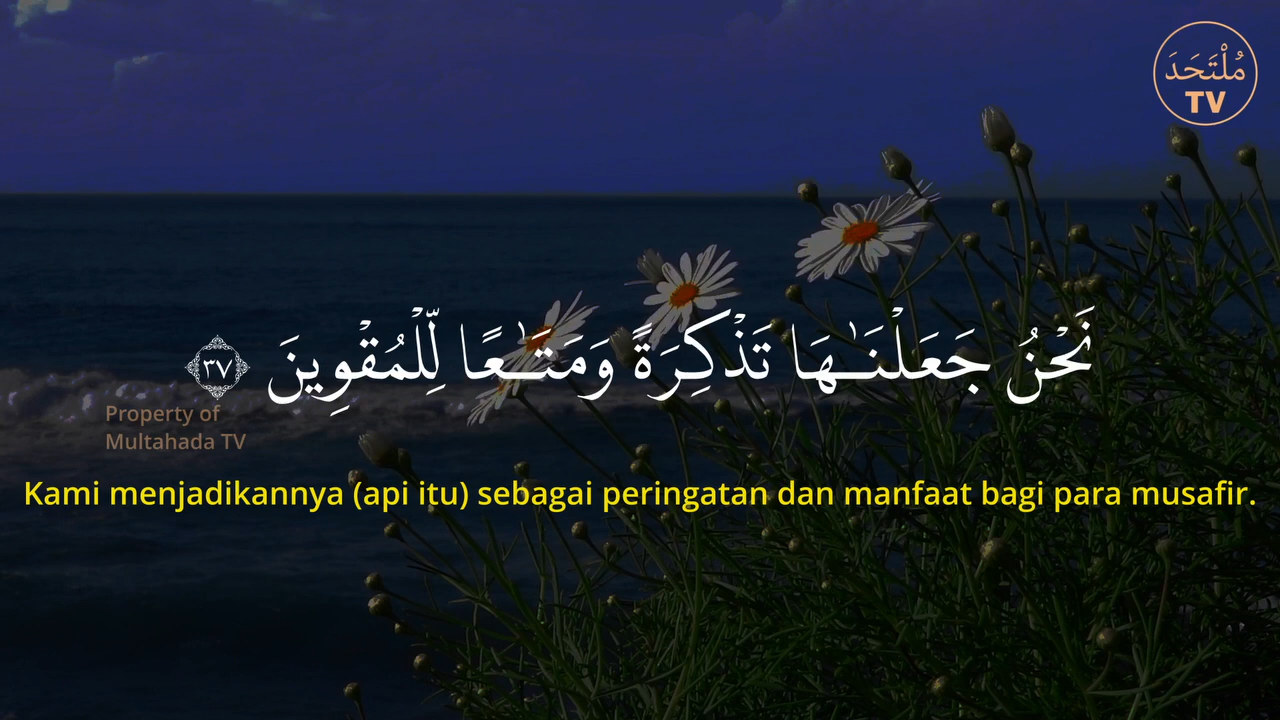 مُلْتَحَدَ
TV
نَحْنُ جَعَلْنَـٰهَا تَذْكِرَةً وَمَتَـٰعًا لِّلْمُقْوِينَ ٣٧
Property of
Multahada TV
Kami menjadikannya (api itu) sebagai peringatan dan manfaat bagi para musafir.